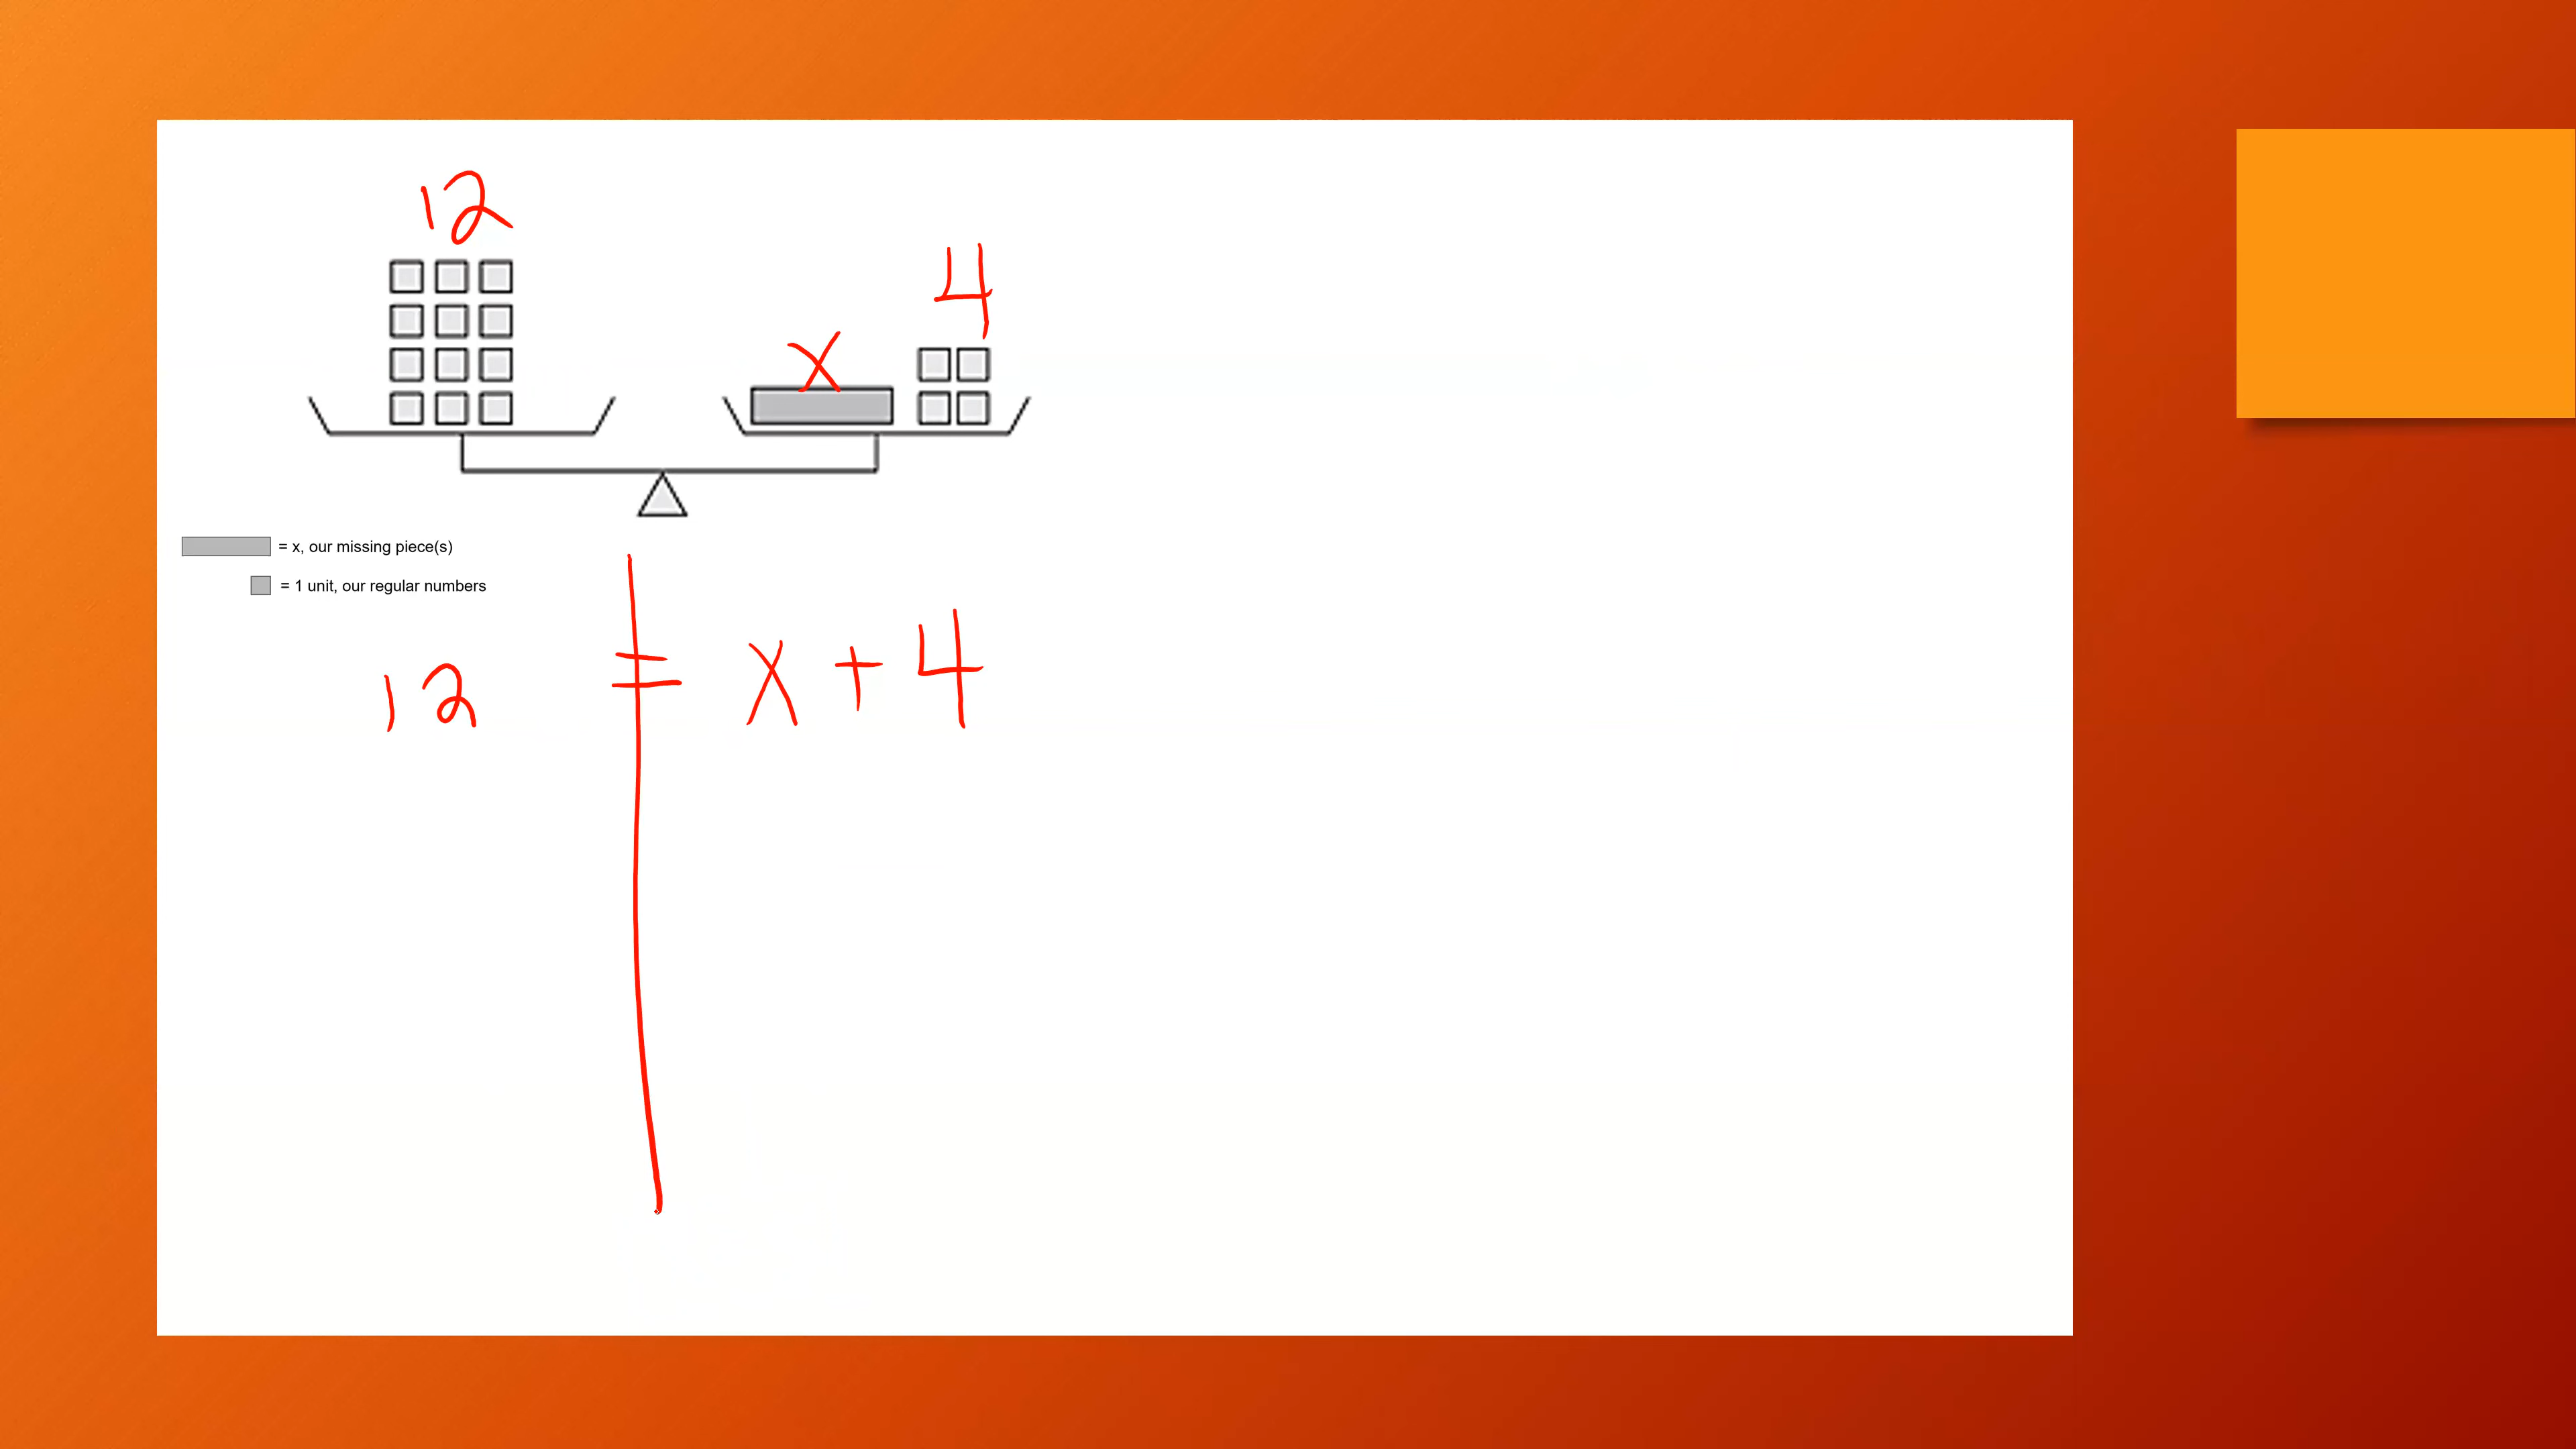 12
4
x
= x, our missing piece(s)
= 1 unit, our regular numbers
12 = x + 4